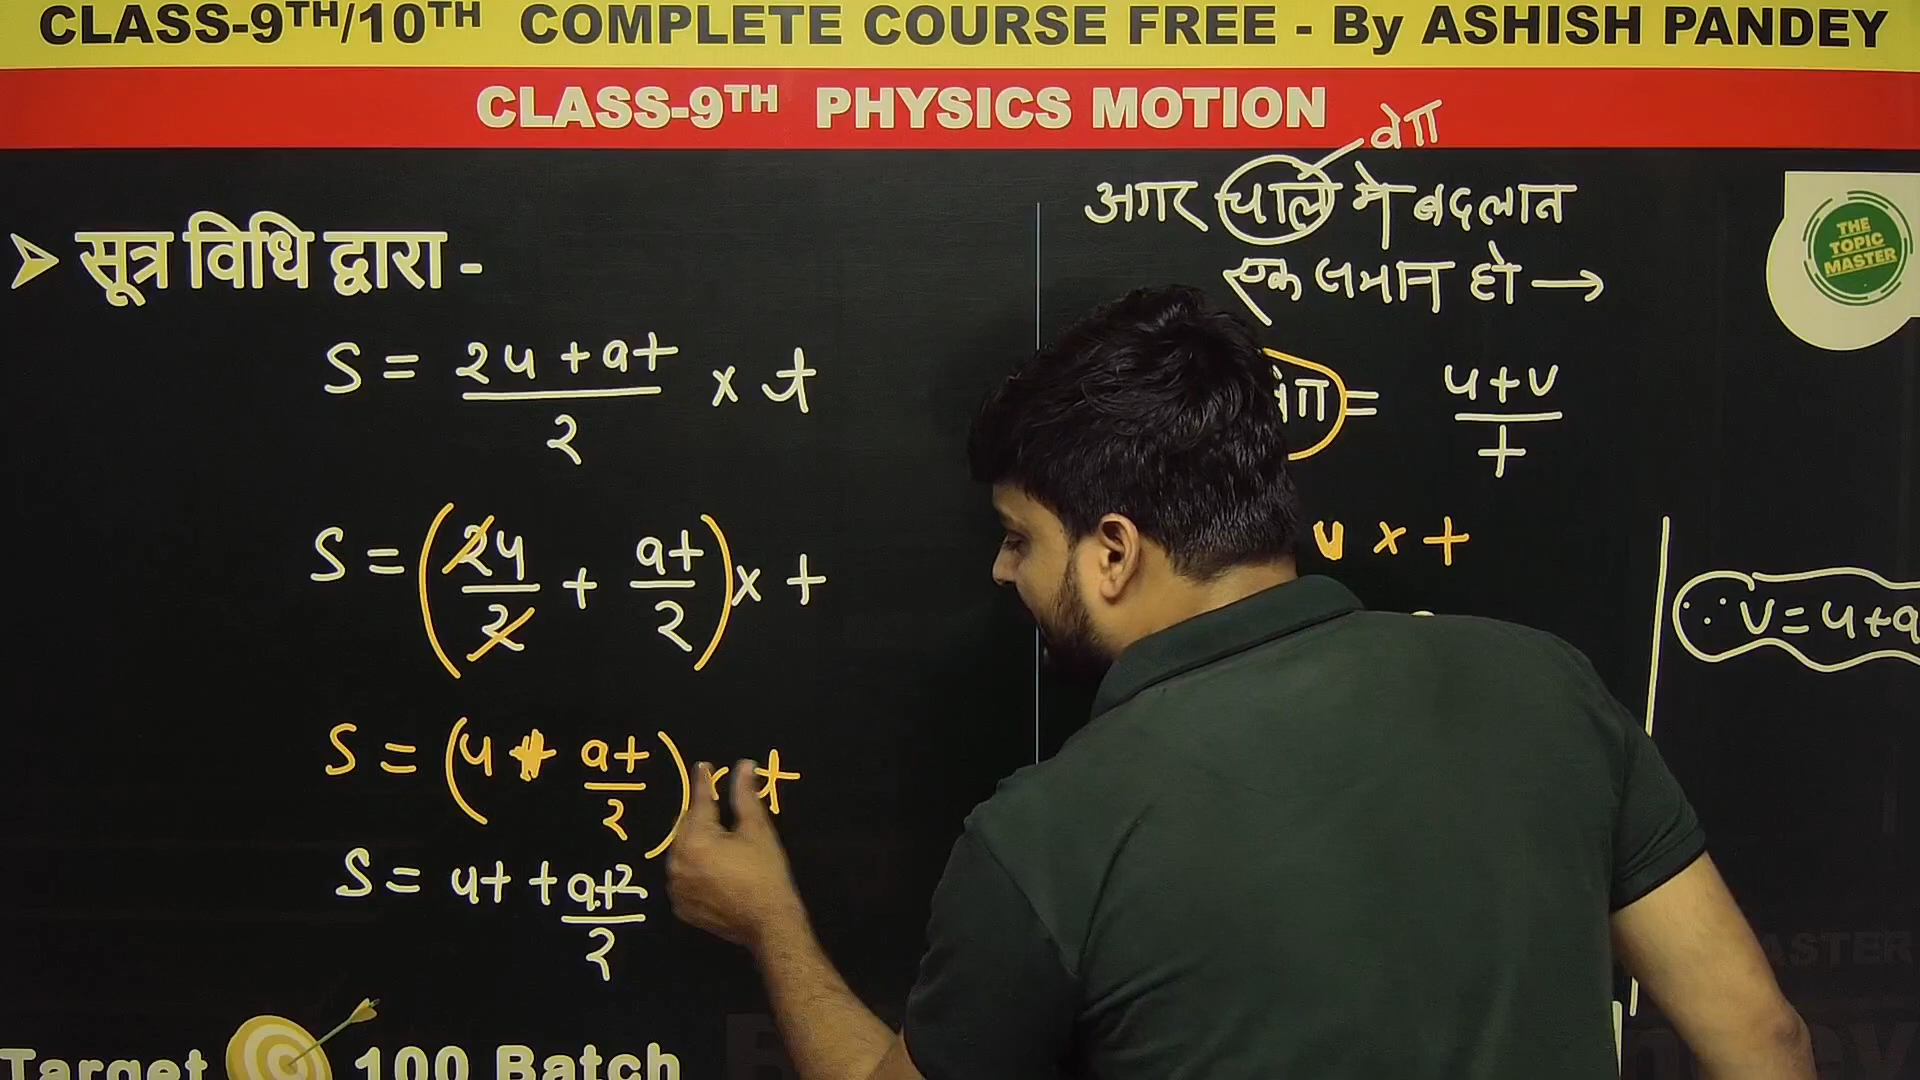 CLASS-9TH/10TH COMPLETE COURSE FREE - By ASHISH PANDEY
CLASS-9TH PHYSICS MOTION
➤ सूत्र विधि द्वारा -
S = (2u + at)/2 × t
S = (2u/2 + at/2) × t
S = (u + at/2) × t
S = ut + at²/2
वेग
अगर चाल में बदलान
एक समान हो →
= (u+v)/t
× t
∵ v = u + a
THE
TOPIC
MASTER
Target 100 Batch